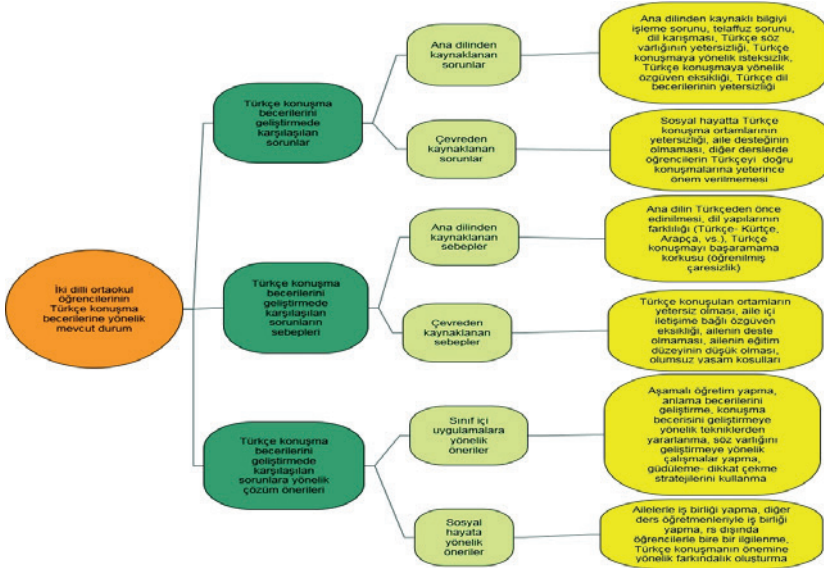 İki dilli ortaokul
öğrencilerinin
Türkçe konuşma
becerilerine yönelik
mevcut durum
Türkçe konuşma
becerilerini
geliştirmede
karşılaşılan
sorunlar
Ana dilinden
kaynaklanan
sorunlar
Ana dilinden kaynaklı bilgiyi
işleme sorunu, telaffuz sorunu,
dil karışması, Türkçe söz
varlığının yetersizliği, Türkçe
konuşmaya yönelik isteksizlik,
Türkçe konuşmaya yönelik
özgüven eksikliği, Türkçe dil
becerilerinin yetersizliği
Çevreden
kaynaklanan
sorunlar
Sosyal hayatta Türkçe
konuşma ortamlarının
yetersizliği, aile desteğinin
olmaması, diğer derslerde
öğrencilerin Türkçeyi doğru
konuşmalarına yeterince
önem verilmemesi
Türkçe konuşma
becerilerini
geliştirmede
karşılaşılan
sorunların
sebepleri
Ana dilinden
kaynaklanan
sebepler
Ana dilin Türkçeden önce
edinilmesi, dil yapılarının
farklılığı (Türkçe- Kürtçe,
Arapça, vs.), Türkçe
konuşmayı başaramama
korkusu (öğrenilmiş
çaresizlik)
Çevreden
kaynaklanan
sebepler
Türkçe konuşulan ortamların
yetersiz olması, aile içi
iletişime bağlı özgüven
eksikliği, ailenin deste
olmaması, ailenin eğitim
düzeyinin düşük olması,
olumsuz yaşam koşulları
Türkçe konuşma
becerilerini
geliştirmede
karşılaşılan
sorunlara yönelik
çözüm önerileri
Sınıf içi
uygulamalara
yönelik
öneriler
Aşamalı öğretim yapma,
anlama becerilerini
geliştirme, konuşma
becerisini geliştirmeye
yönelik tekniklerden
yararlanma, söz varlığını
geliştirmeye yönelik
çalışmalar yapma,
güdüleme- dikkat çekme
stratejilerini kullanma
Sosyal
hayata
yönelik
öneriler
Ailelerle iş birliği yapma, diğer
ders öğretmenleriyle iş birliği
yapma, rs dışında
öğrencilerle bire bir ilgilenme,
Türkçe konuşmanın önemine
yönelik farkındalık oluşturma